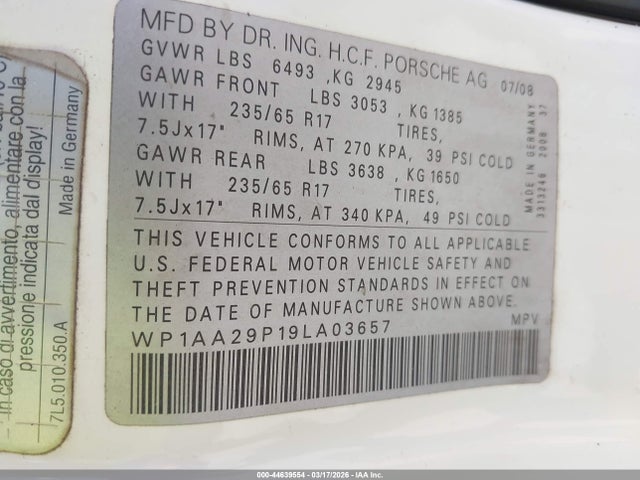 MFD BY DR. ING. H.C.F. PORSCHE AG 07/08
GVWR LBS 6493 , KG 2945
GAWR FRONT LBS 3053 , KG 1385
WITH 235/65 R17 TIRES,
7.5Jx17" RIMS, AT 270 KPA, 39 PSI COLD
GAWR REAR LBS 3638 , KG 1650
WITH 235/65 R17 TIRES,
7.5Jx17" RIMS, AT 340 KPA, 49 PSI COLD
THIS VEHICLE CONFORMS TO ALL APPLICABLE
U.S. FEDERAL MOTOR VEHICLE SAFETY AND
THEFT PREVENTION STANDARDS IN EFFECT ON
THE DATE OF MANUFACTURE SHOWN ABOVE.
WP1AA29P19LA03657 MPV
MADE IN GERMANY
3313246 2008 37
in caso di avvertimento, alimentare con la
pressione indicata dal display!
Made in Germany
7L5.010.350.A
000-44639554 | 03/17/2026 | IAA Inc.